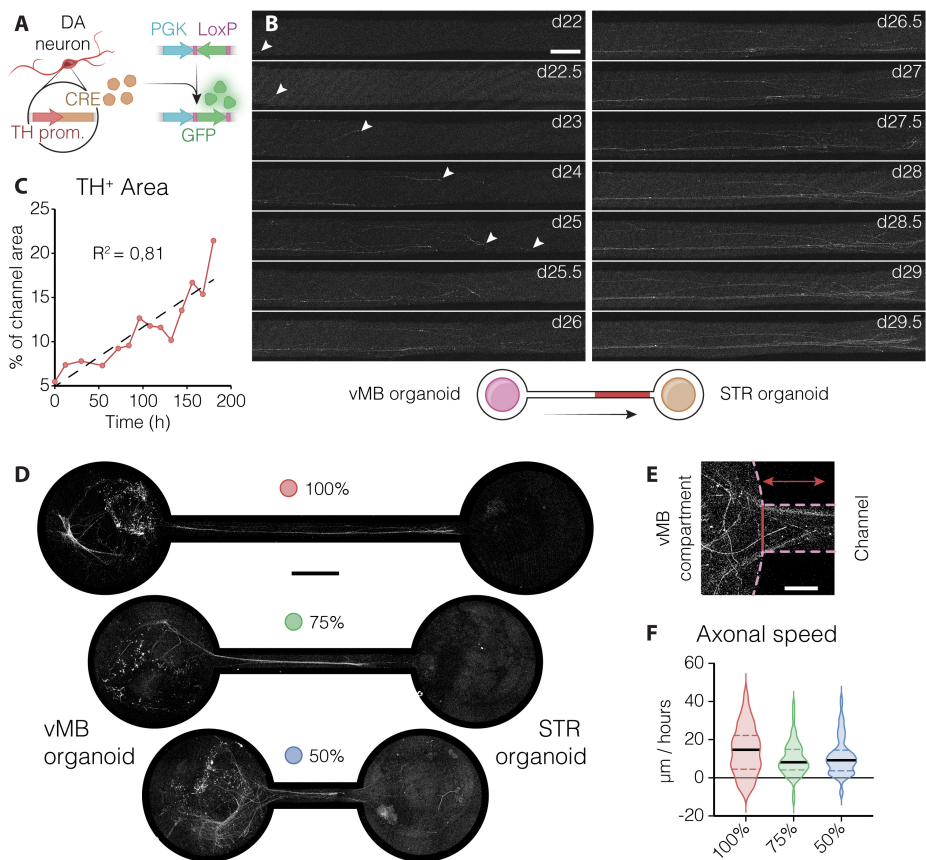 A
DA
neuron
CRE
TH prom.
PGK
LoxP
GFP
B
d22
d22.5
d23
d24
d25
d25.5
d26
d26.5
d27
d27.5
d28
d28.5
d29
d29.5
vMB organoid
STR organoid
C
TH⁺ Area
% of channel area
25
20
15
10
5
R² = 0,81
0
50
100
150
200
Time (h)
D
100%
75%
50%
vMB
organoid
STR
organoid
E
vMB
compartment
Channel
F
Axonal speed
µm / hours
60
40
20
0
-20
100%
75%
50%